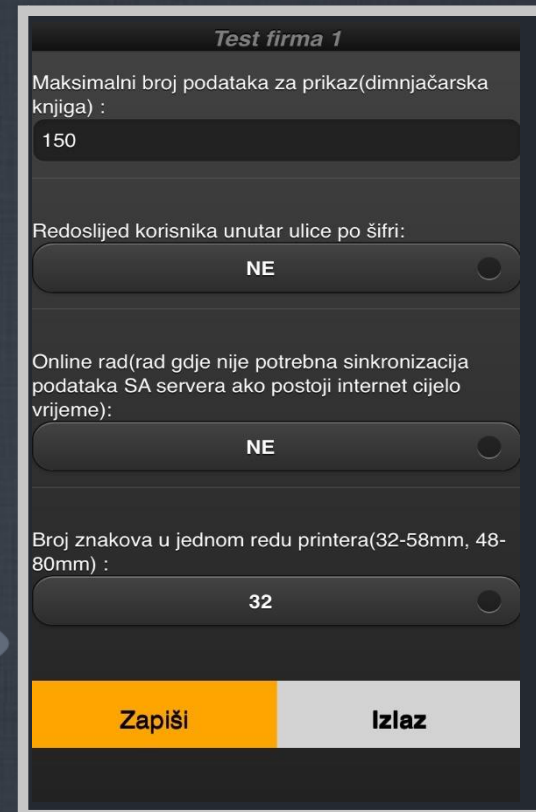 Test firma 1
Maksimalni broj podataka za prikaz(dimnjačarska
knjiga) :
150
Redoslijed korisnika unutar ulice po šifri:
NE
Online rad(rad gdje nije potrebna sinkronizacija
podataka SA servera ako postoji internet cijelo
vrijeme):
NE
Broj znakova u jednom redu printera(32-58mm, 48-
80mm) :
32
Zapiši
Izlaz